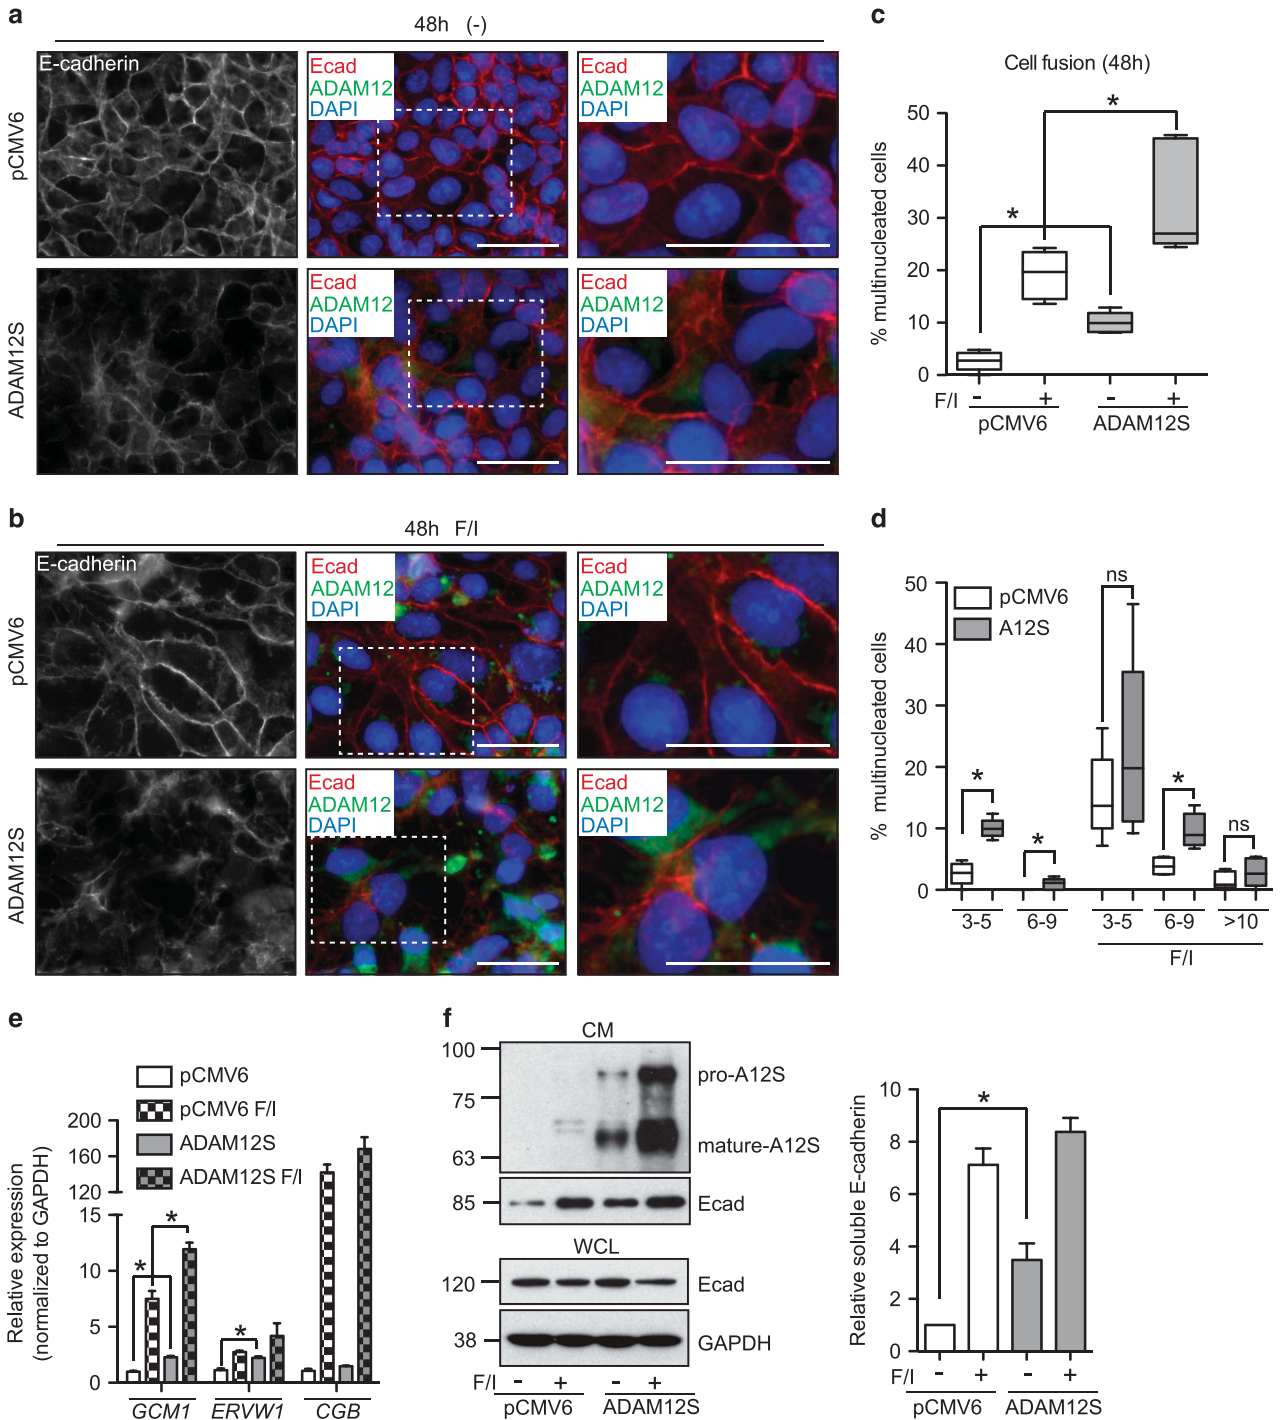 a
48h (-)
pCMV6
E-cadherin
Ecad
ADAM12
DAPI
Ecad
ADAM12
DAPI
ADAM12S
Ecad
ADAM12
DAPI
Ecad
ADAM12
DAPI
b
48h F/I
pCMV6
E-cadherin
Ecad
ADAM12
DAPI
Ecad
ADAM12
DAPI
ADAM12S
Ecad
ADAM12
DAPI
Ecad
ADAM12
DAPI
c
Cell fusion (48h)
% multinucleated cells
50
40
30
20
10
0
*
*
F/I - + - +
pCMV6 ADAM12S
d
% multinucleated cells
50
40
30
20
10
0
pCMV6
A12S
*
*
ns
*
ns
3-5 6-9 3-5 6-9 >10
F/I
e
Relative expression
(normalized to GAPDH)
pCMV6
pCMV6 F/I
ADAM12S
ADAM12S F/I
200
160
120
15
10
5
0
*
*
*
GCM1 ERVW1 CGB
f
CM
100
75
63
pro-A12S
mature-A12S
85 Ecad
WCL
120 Ecad
38 GAPDH
F/I - + - +
pCMV6 ADAM12S
Relative soluble E-cadherin
10
8
6
4
2
0
*
F/I - + - +
pCMV6 ADAM12S